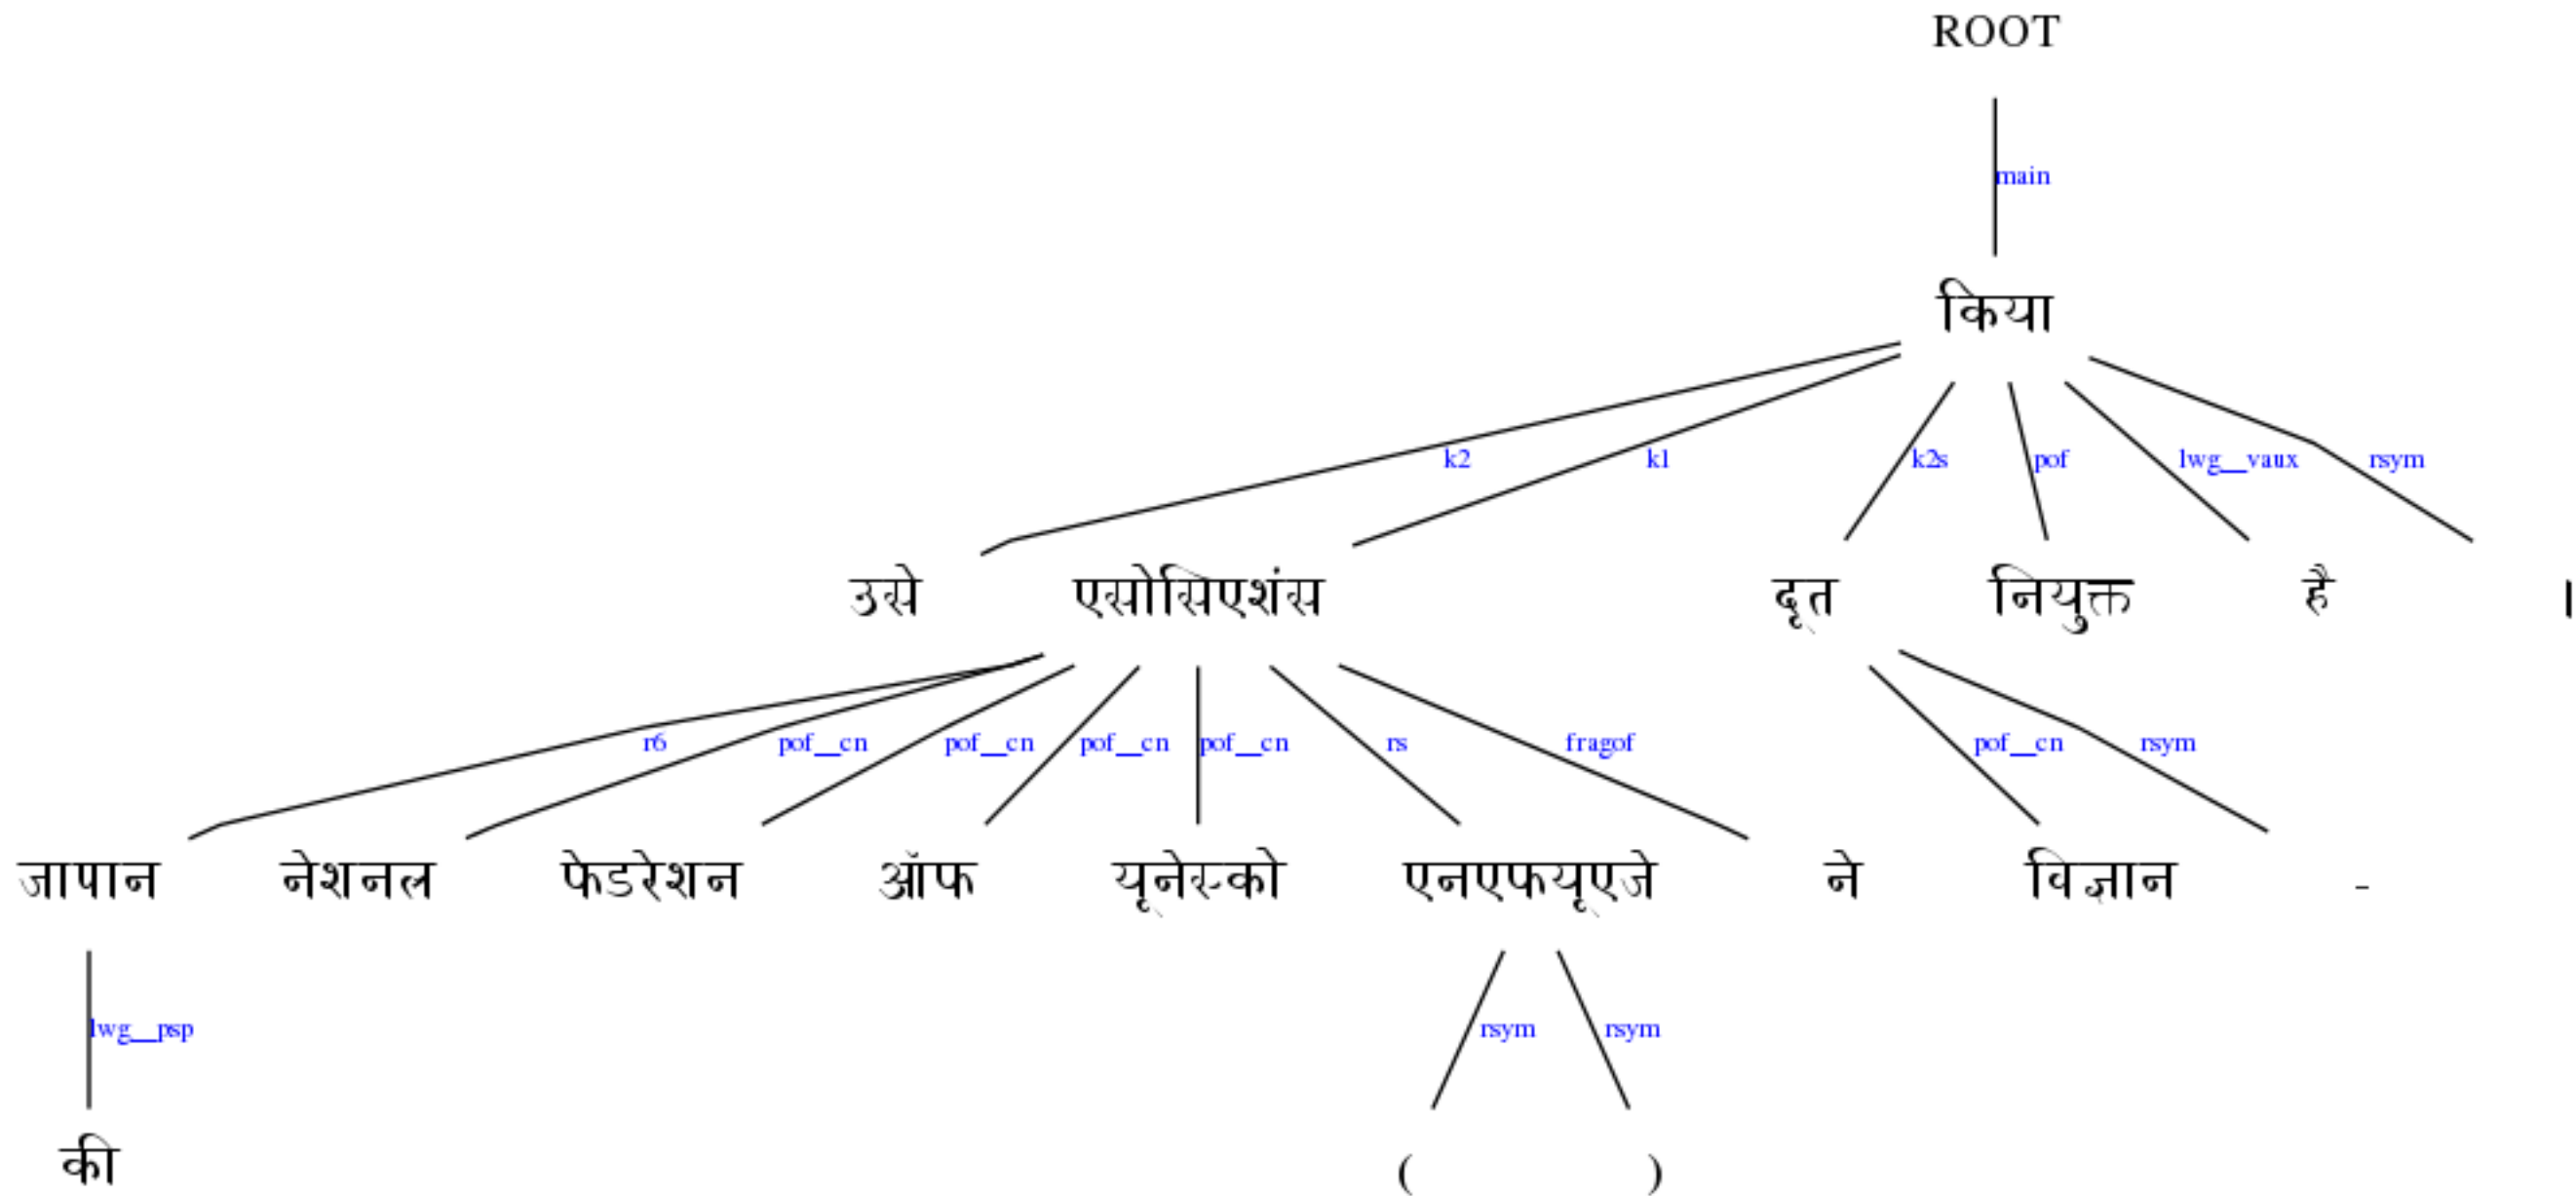 ROOT
main
किया
k2 k1 k2s pof lwg__vaux rsym
उसे एसोसिएशंस दूत नियुक्त है ।
r6 pof__cn pof__cn pof__cn pof__cn rs fragof pof__cn rsym
जापान नेशनल फेडरेशन ऑफ यूनेस्को एनएफयूएजे ने विज्ञान -
lwg__psp rsym rsym
की ( )